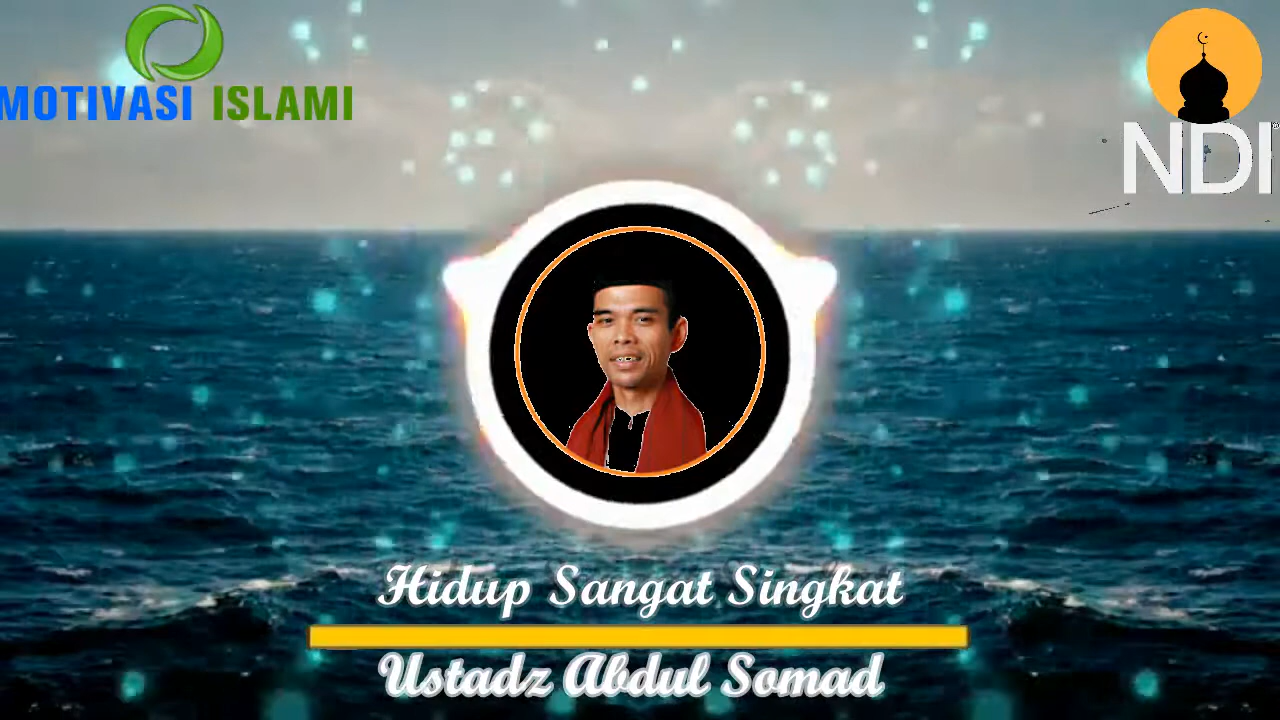 MOTIVASI ISLAMI
NDI
Hidup Sangat Singkat
Ustadz Abdul Somad